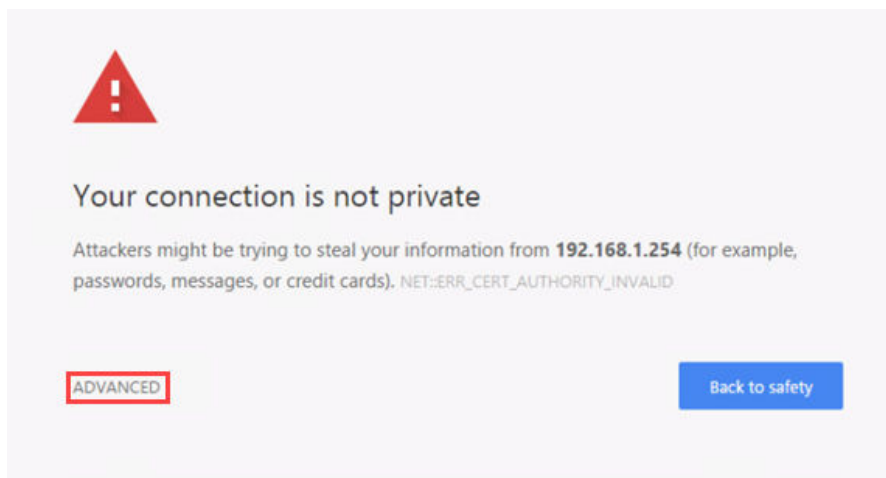 Your connection is not private
Attackers might be trying to steal your information from 192.168.1.254 (for example,
passwords, messages, or credit cards). NET::ERR_CERT_AUTHORITY_INVALID
ADVANCED
Back to safety